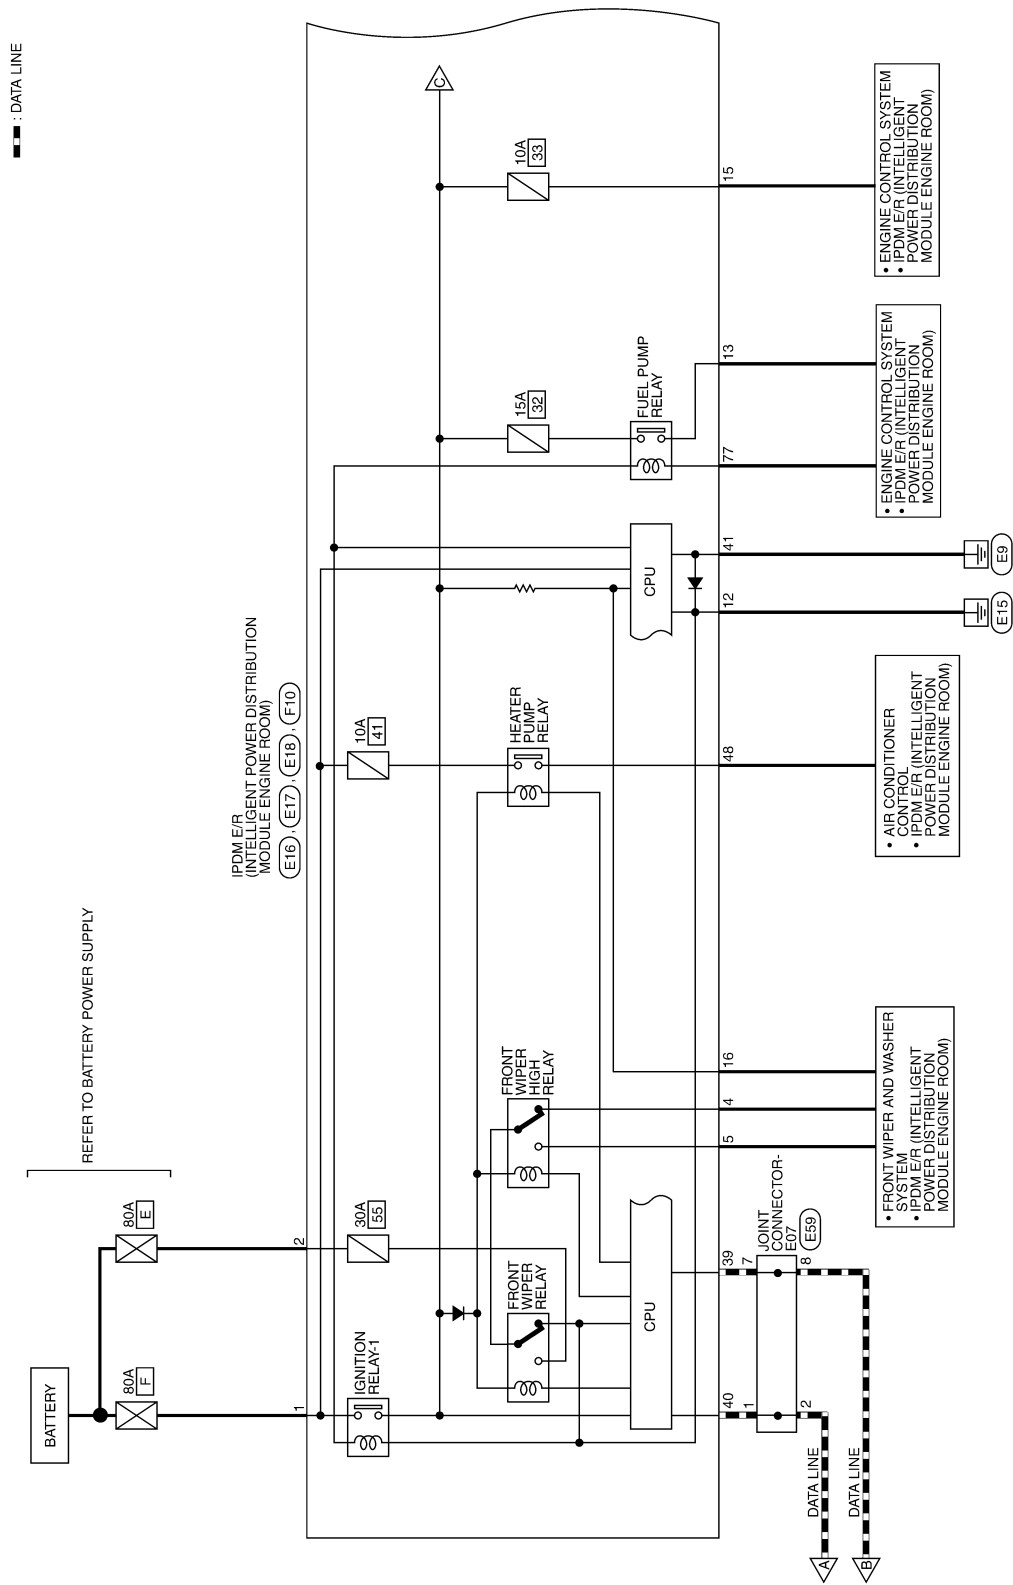 : DATA LINE
REFER TO BATTERY POWER SUPPLY
BATTERY
80A
F
80A
E
1
2
IPDM E/R
(INTELLIGENT POWER DISTRIBUTION
MODULE ENGINE ROOM)
E16 , E17 , E18 , F10
IGNITION
RELAY-1
30A
55
10A
41
C
FRONT
WIPER
RELAY
FRONT
WIPER
HIGH
RELAY
HEATER
PUMP
RELAY
15A
32
10A
33
FUEL PUMP
RELAY
CPU
CPU
40
39
5
4
16
48
12
41
77
13
15
1
7
2
8
JOINT
CONNECTOR-
E07
E59
DATA LINE
DATA LINE
A
B
• FRONT WIPER AND WASHER
SYSTEM
• IPDM E/R (INTELLIGENT
POWER DISTRIBUTION
MODULE ENGINE ROOM)
• AIR CONDITIONER
CONTROL
• IPDM E/R (INTELLIGENT
POWER DISTRIBUTION
MODULE ENGINE ROOM)
E15
E9
• ENGINE CONTROL SYSTEM
• IPDM E/R (INTELLIGENT
POWER DISTRIBUTION
MODULE ENGINE ROOM)
• ENGINE CONTROL SYSTEM
• IPDM E/R (INTELLIGENT
POWER DISTRIBUTION
MODULE ENGINE ROOM)